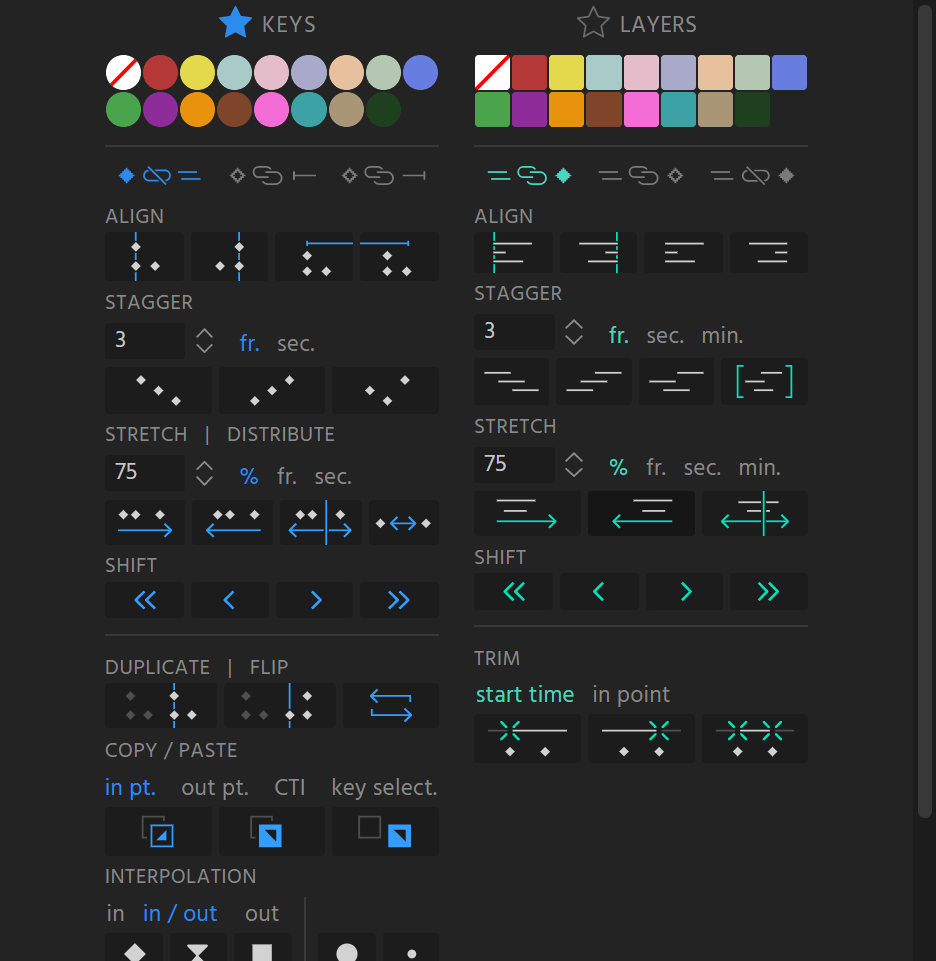 KEYS
ALIGN
STAGGER
3 fr. sec.
STRETCH | DISTRIBUTE
75 % fr. sec.
SHIFT
DUPLICATE | FLIP
COPY / PASTE
in pt. out pt. CTI key select.
INTERPOLATION
in in / out out
LAYERS
ALIGN
STAGGER
3 fr. sec. min.
STRETCH
75 % fr. sec. min.
SHIFT
TRIM
start time in point